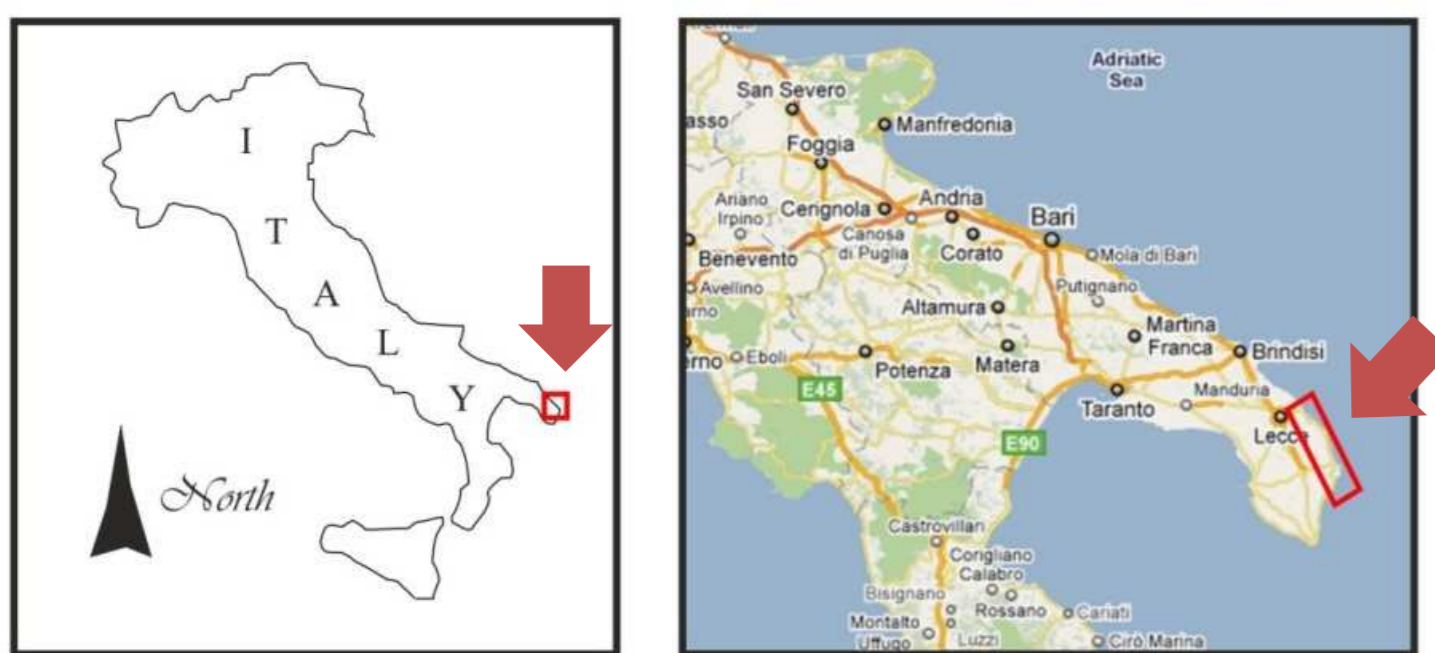 I
T
A
L
Y
North
Adriatic
Sea
San Severo
asso
Manfredonia
Foggia
Ariano
Irpino
Cerignola
Andria
Bari
Canosa
di Puglia
Corato
Mola di Bari
Benevento
Avellino
Putignano
arno
Altamura
Martina
Franca
erno
Eboli
Potenza
Matera
Brindisi
E45
Taranto
Manduria
E90
Lecce
Castrovillari
Corigliano
Calabro
Bisignano
Rossano
Cariati
Montalto
Uffugo
Luzzi
Cirò Marina